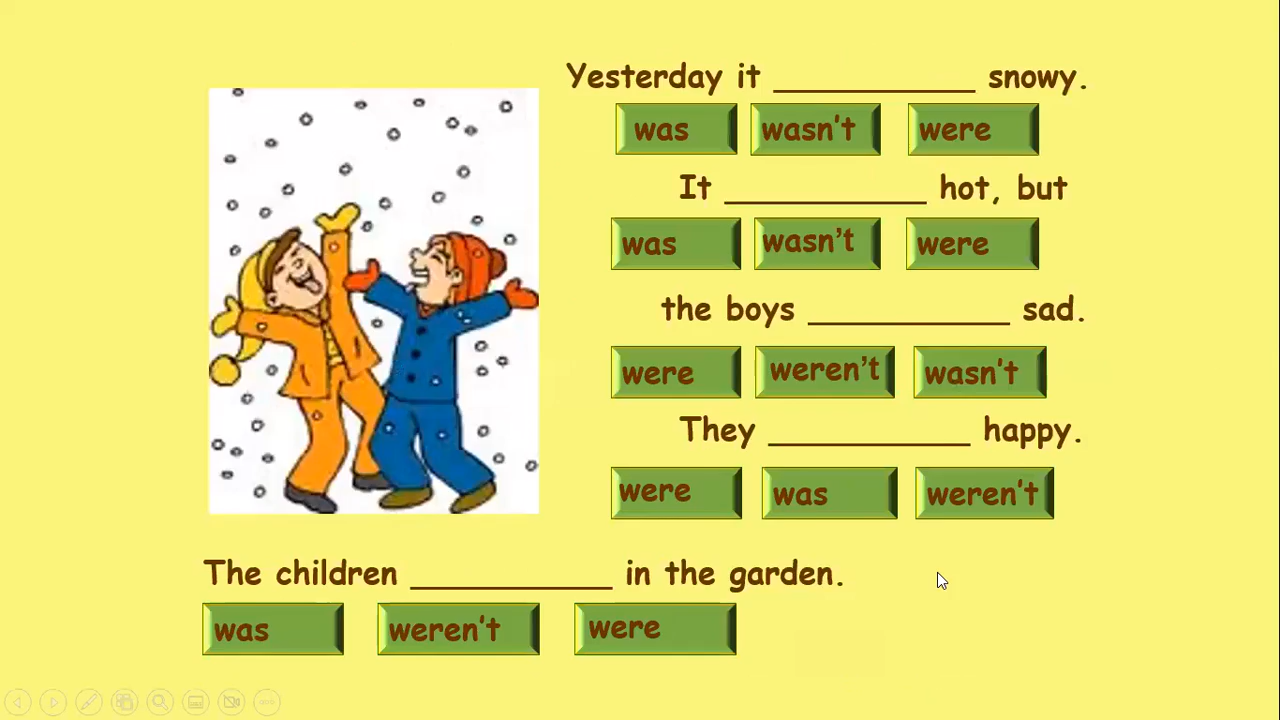 Yesterday it ___________ snowy.
was wasn't were
It ___________ hot, but
was wasn't were
the boys ___________ sad.
were weren't wasn't
They ___________ happy.
were was weren't
The children ___________ in the garden.
was weren't were